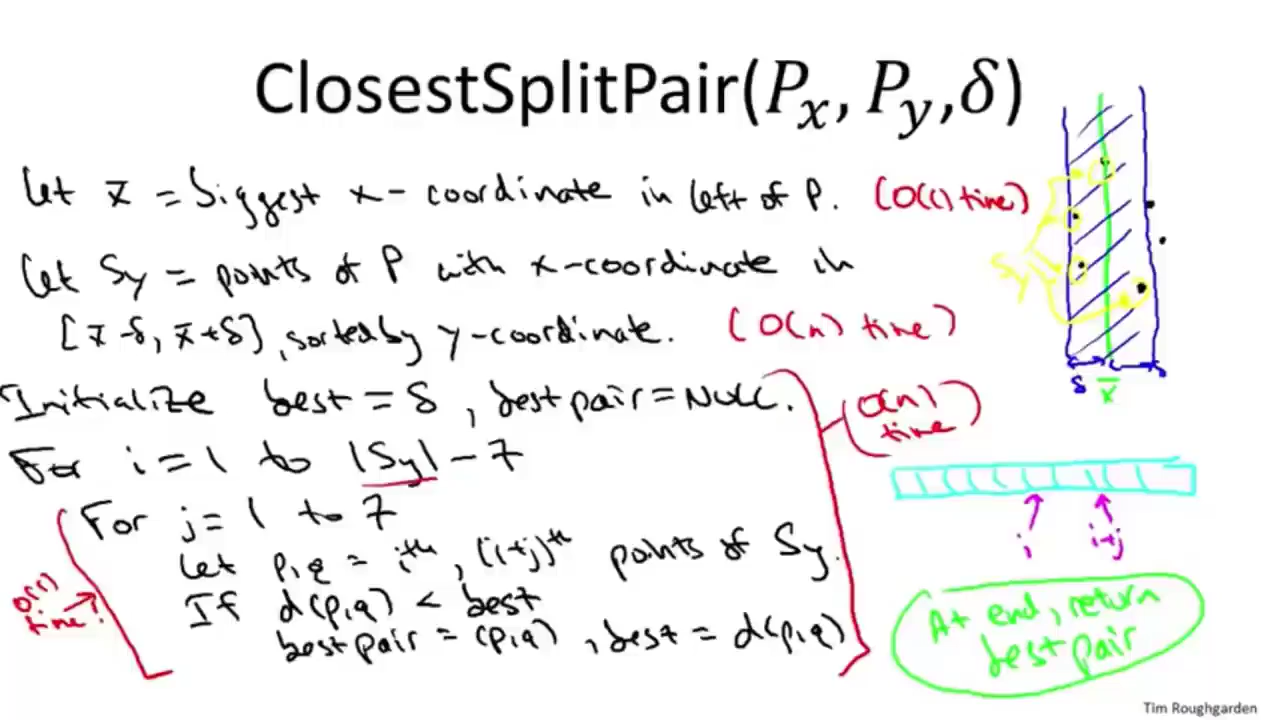 ClosestSplitPair(Pₓ, Pᵧ, δ)
Let x̄ = biggest x-coordinate in left of P. (O(1) time)
Let Sy = points of P with x-coordinate in
[x̄-δ, x̄+δ], sorted by y-coordinate. (O(n) time)
Initialize best = δ, best pair = NULL.
(O(n)
time)
For i = 1 to |Sy| - 7
For j = 1 to 7
Let p,q = iᵗʰ, (i+j)ᵗʰ points of Sy.
If d(p,q) < best
best pair = (p,q), best = d(p,q)
O(1)
time
Sy
δ x̄ δ
i i+j
At end, return
best pair
Tim Roughgarden